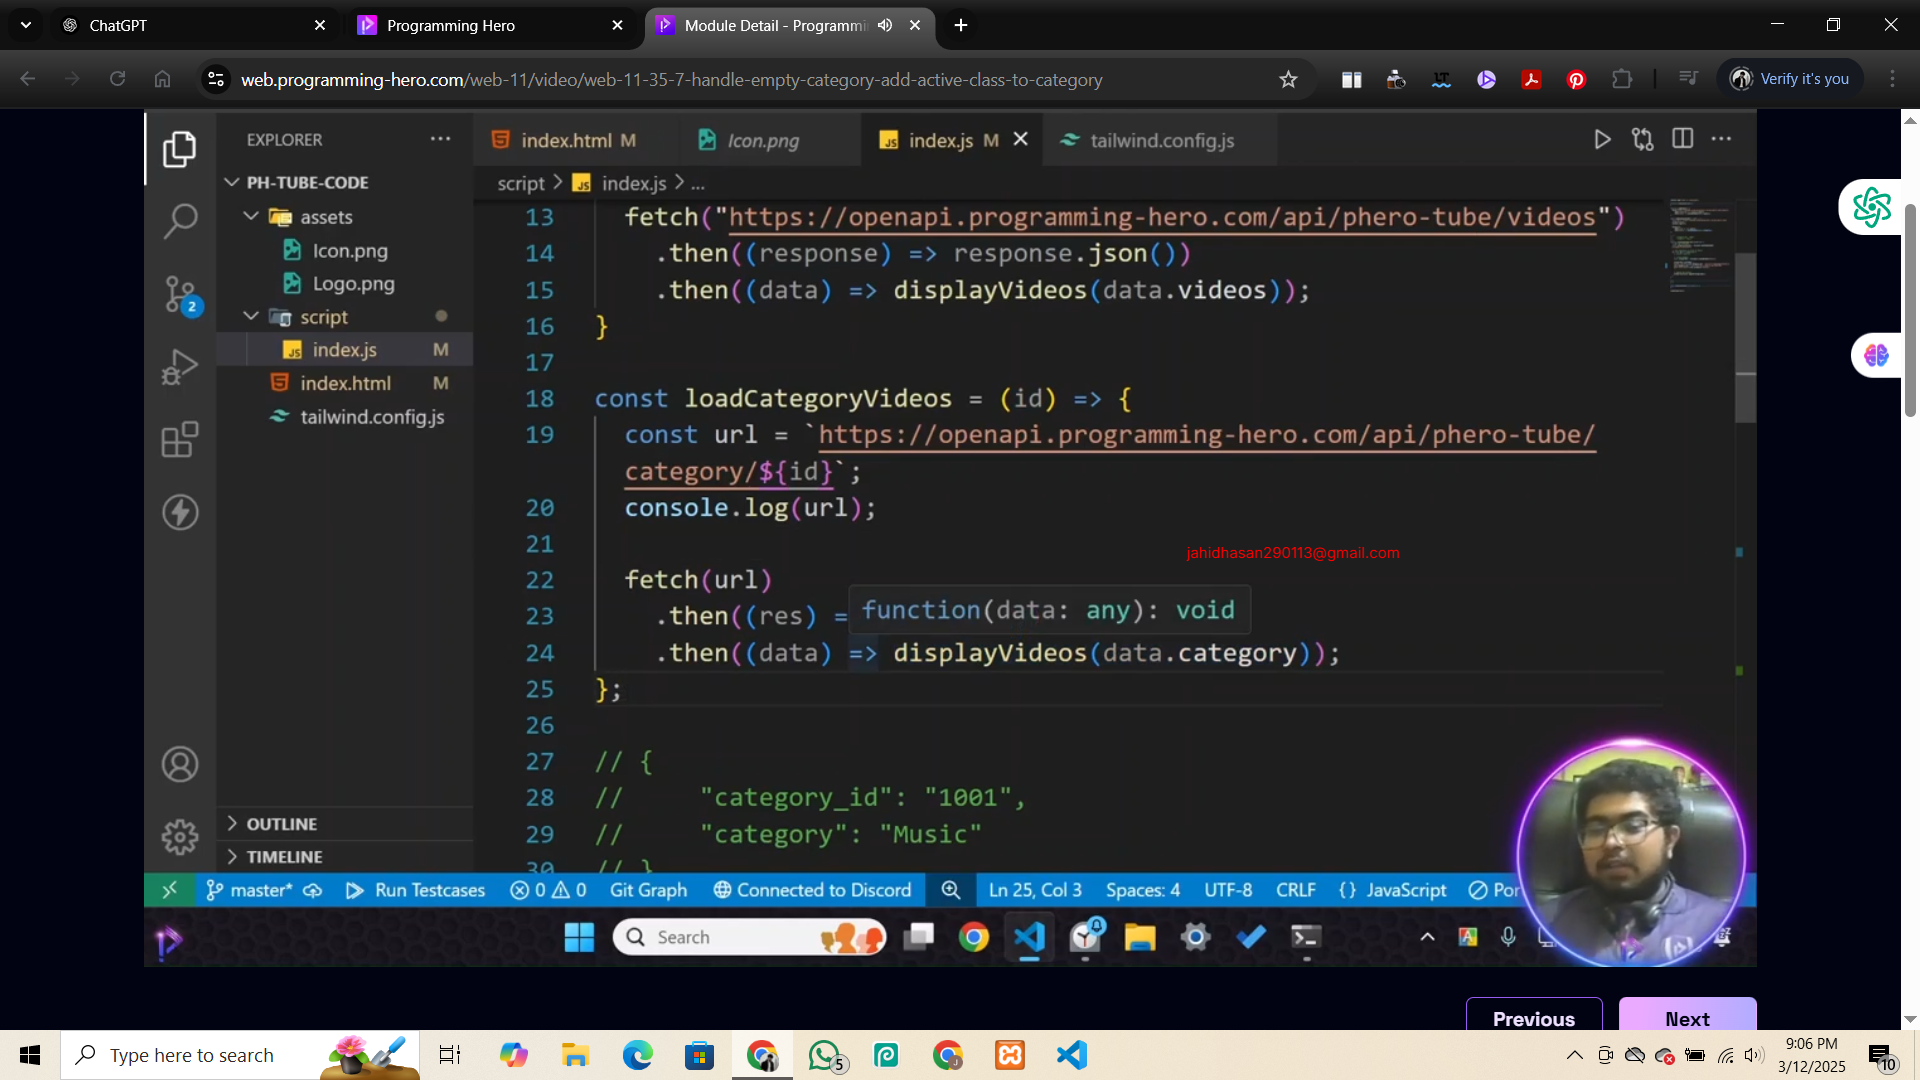 ChatGPT
Programming Hero
Module Detail - Programmi
web.programming-hero.com/web-11/video/web-11-35-7-handle-empty-category-add-active-class-to-category
Verify it's you
EXPLORER
index.html M
Icon.png
index.js M
tailwind.config.js
PH-TUBE-CODE
script > index.js > ...
assets
Icon.png
Logo.png
script
index.js M
index.html M
tailwind.config.js
OUTLINE
TIMELINE
13 fetch("https://openapi.programming-hero.com/api/phero-tube/videos")
14 .then((response) => response.json())
15 .then((data) => displayVideos(data.videos));
16 }
17
18 const loadCategoryVideos = (id) => {
19 const url = `https://openapi.programming-hero.com/api/phero-tube/
category/${id}`;
20 console.log(url);
21
jahidhasan290113@gmail.com
22 fetch(url)
function(data: any): void
23 .then((res) =
24 .then((data) => displayVideos(data.category));
25 };
26
27 // {
28 // "category_id": "1001",
29 // "category": "Music"
30 // }
2
master*
Run Testcases
0 0
Git Graph
Connected to Discord
Ln 25, Col 3
Spaces: 4
UTF-8
CRLF
{} JavaScript
Por
Search
Previous
Next
Type here to search
5
9:06 PM
3/12/2025
10